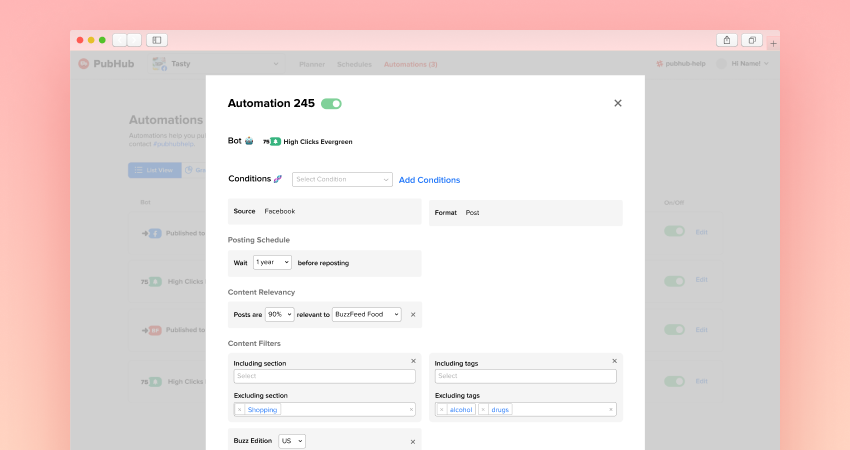 PubHub
Tasty
Planner
Schedules
Automations (3)
pubhub-help
Hi Name!
Automations
Automations help you pu
contact #pubhubhelp.
List View
Bot
On/Off
Published to
Edit
75
High Clicks
Edit
Published to
Edit
75
High Clicks
Edit
Automation 245
Bot
75
High Clicks Evergreen
Conditions
Select Condition
Add Conditions
Source Facebook
Format Post
Posting Schedule
Wait 1 year before reposting
Content Relevancy
Posts are 90% relevant to BuzzFeed Food
Content Filters
Including section
Select
Excluding section
Shopping
Including tags
Select
Excluding tags
alcohol drugs
Buzz Edition US